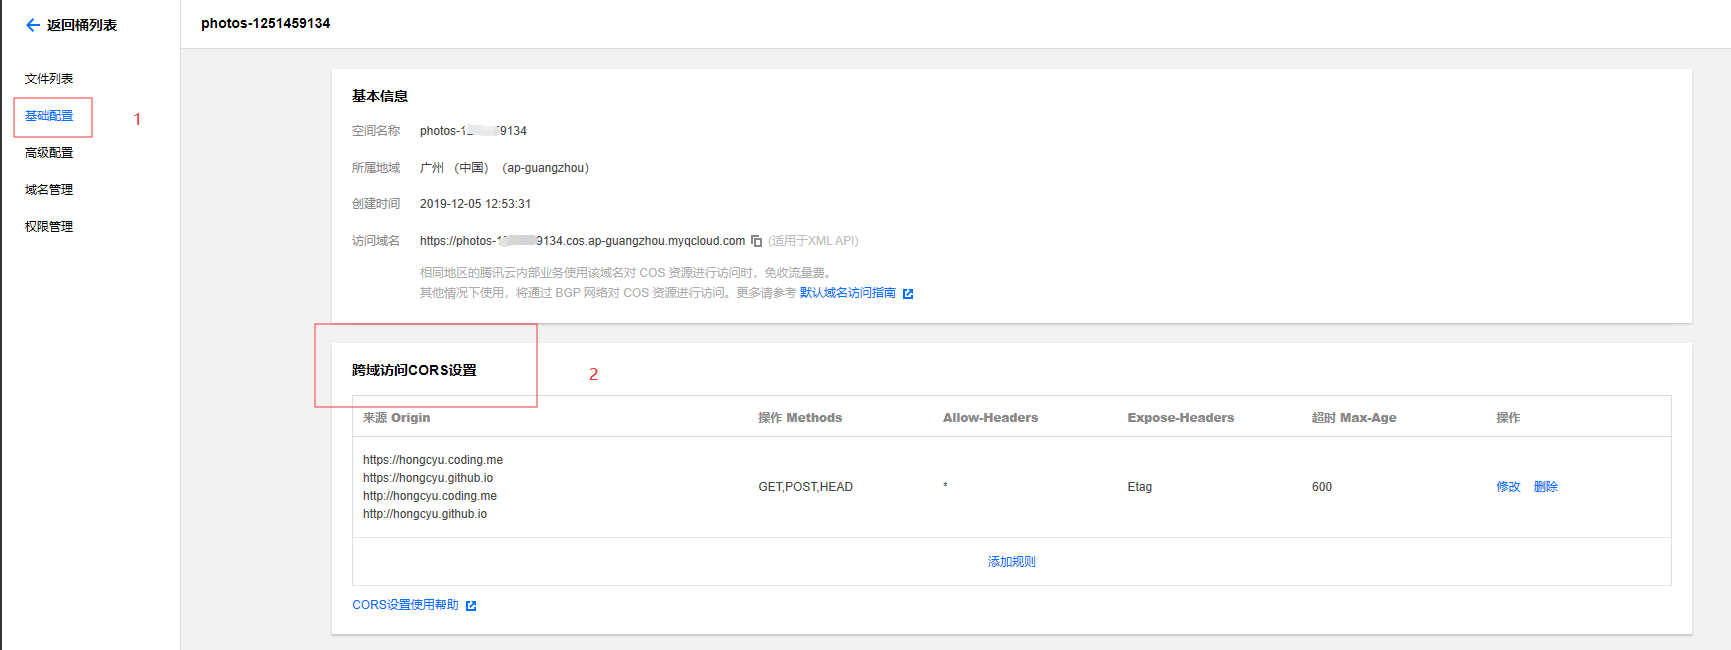 返回桶列表
photos-1251459134
文件列表
基础配置
1
高级配置
域名管理
权限管理
基本信息
空间名称 photos-12 9134
所属地域 广州 （中国） （ap-guangzhou）
创建时间 2019-12-05 12:53:31
访问域名 https://photos-1 9134.cos.ap-guangzhou.myqcloud.com (适用于XML API)
相同地区的腾讯云内部业务使用该域名对 COS 资源进行访问时，免收流量费。
其他情况下使用，将通过 BGP 网络对 COS 资源进行访问。更多请参考 默认域名访问指南
跨域访问CORS设置
2
来源 Origin 操作 Methods Allow-Headers Expose-Headers 超时 Max-Age 操作
https://hongcyu.coding.me
https://hongcyu.github.io
GET,POST,HEAD * Etag 600 修改 删除
http://hongcyu.coding.me
http://hongcyu.github.io
添加规则
CORS设置使用帮助